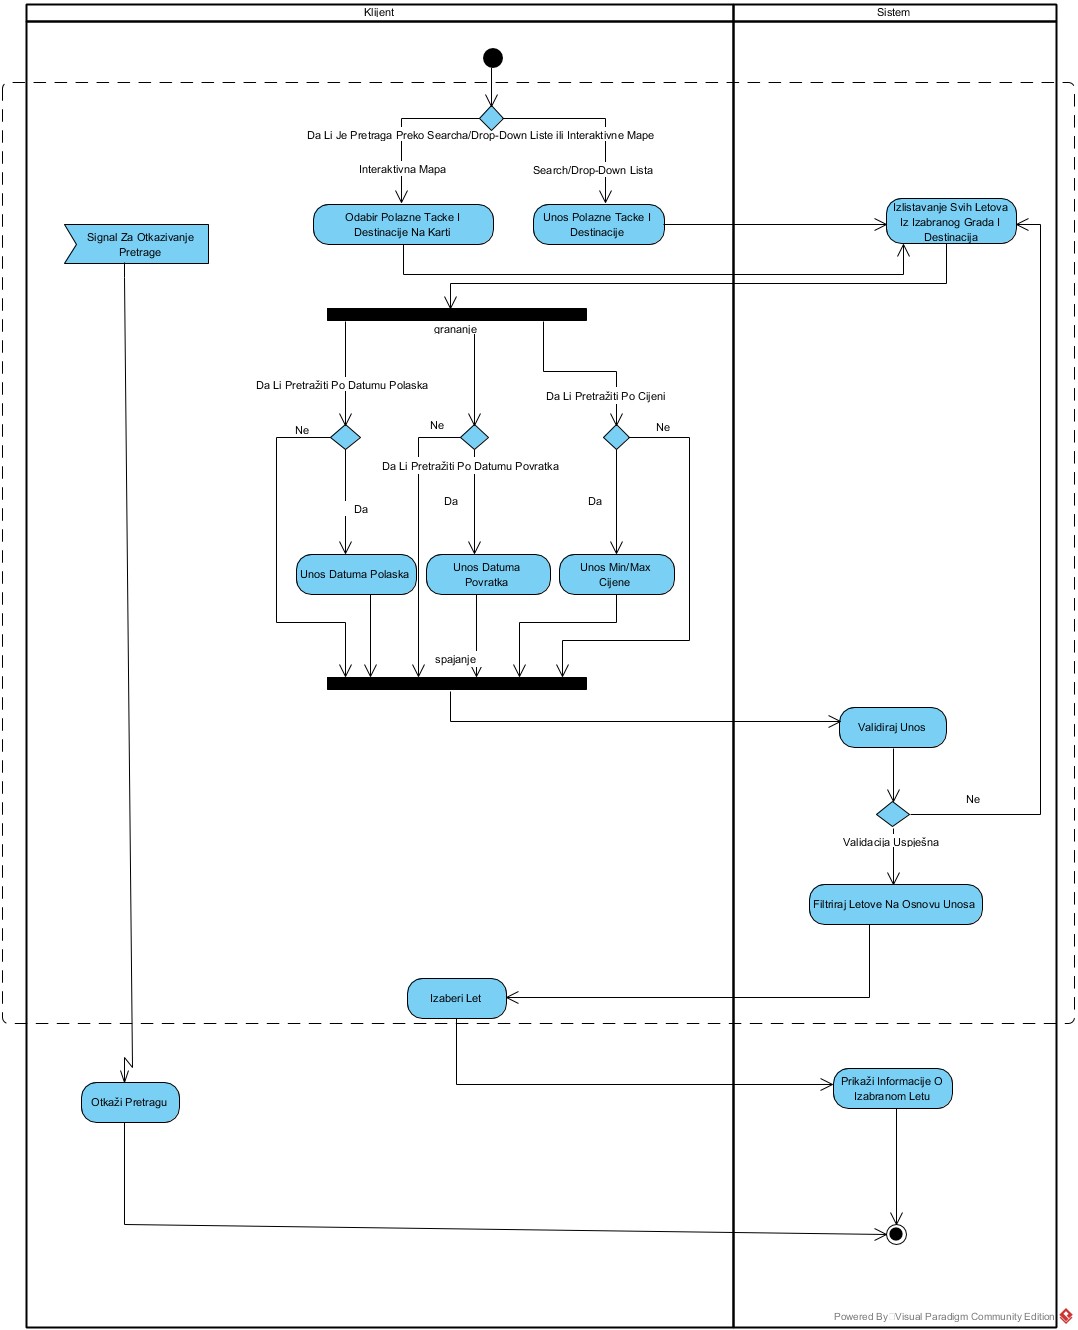 Klijent
Sistem
Da Li Je Pretraga Preko Searcha/Drop-Down Liste ili Interaktivne Mape
Interaktivna Mapa
Search/Drop-Down Lista
Odabir Polazne Tacke I
Destinacije Na Karti
Unos Polazne Tacke I
Destinacije
Izlistavanje Svih Letova
Iz Izabranog Grada I
Destinacija
Signal Za Otkazivanje
Pretrage
grananje
Da Li Pretražiti Po Datumu Polaska
Da Li Pretražiti Po Cijeni
Ne
Ne
Ne
Da Li Pretražiti Po Datumu Povratka
Da
Da
Da
Unos Datuma Polaska
Unos Datuma
Povratka
Unos Min/Max
Cijene
spajanje
Validiraj Unos
Ne
Validacija Uspješna
Filtriraj Letove Na Osnovu Unosa
Izaberi Let
Otkaži Pretragu
Prikaži Informacije O
Izabranom Letu
Powered By Visual Paradigm Community Edition